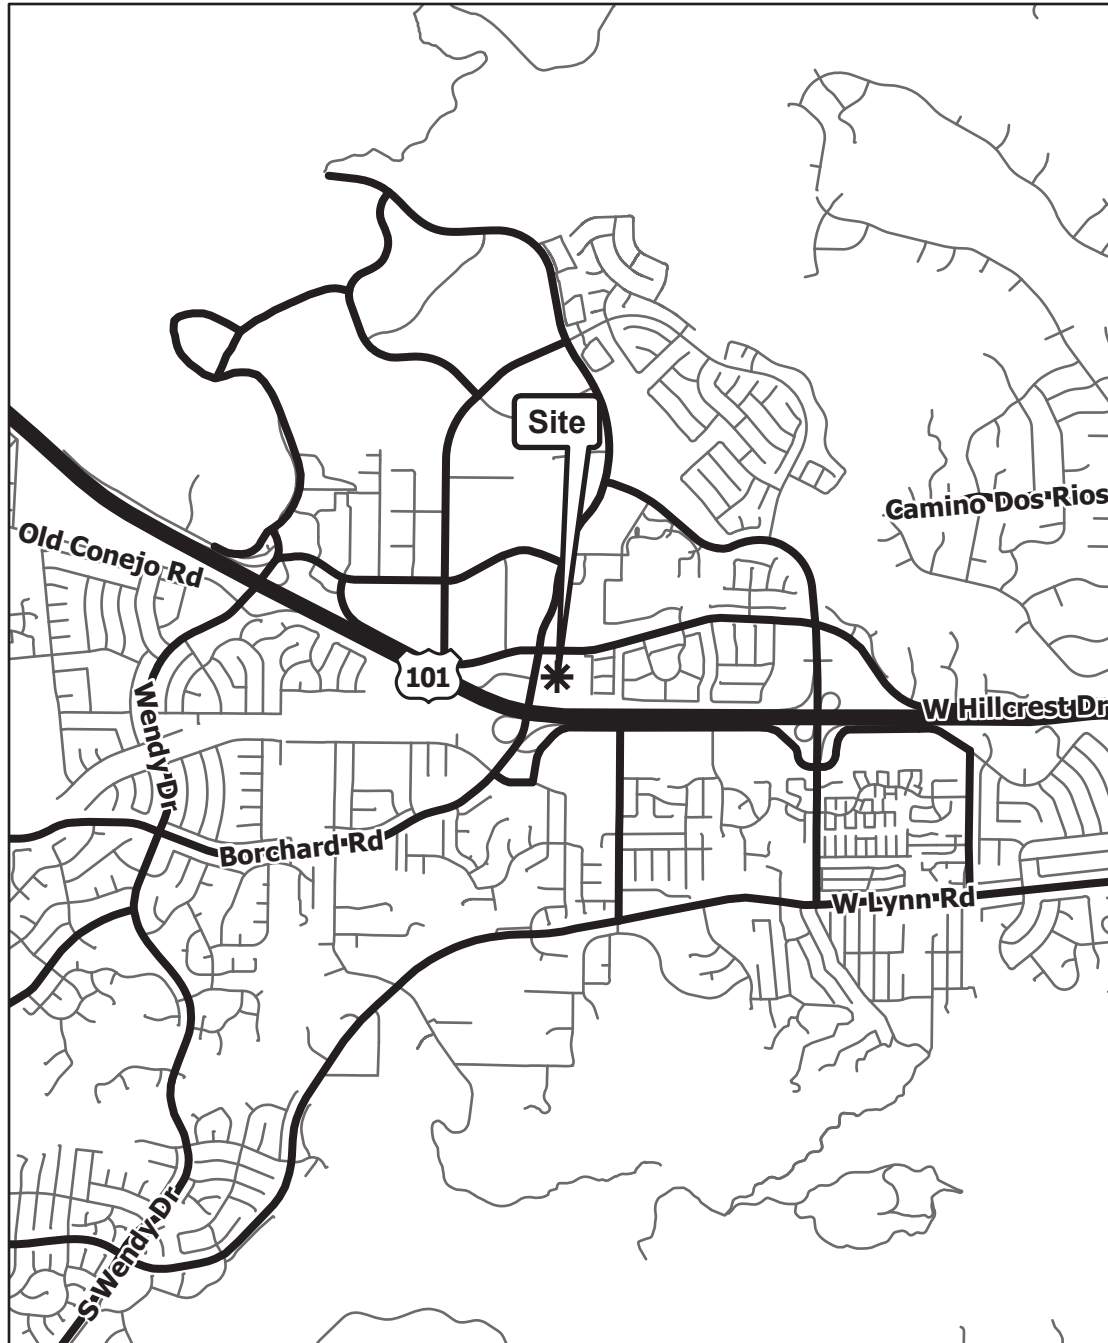 Site
Camino Dos Rios
Old Conejo Rd
101
W Hillcrest Dr
Wendy Dr
Borchard Rd
W Lynn Rd
S Wendy Dr